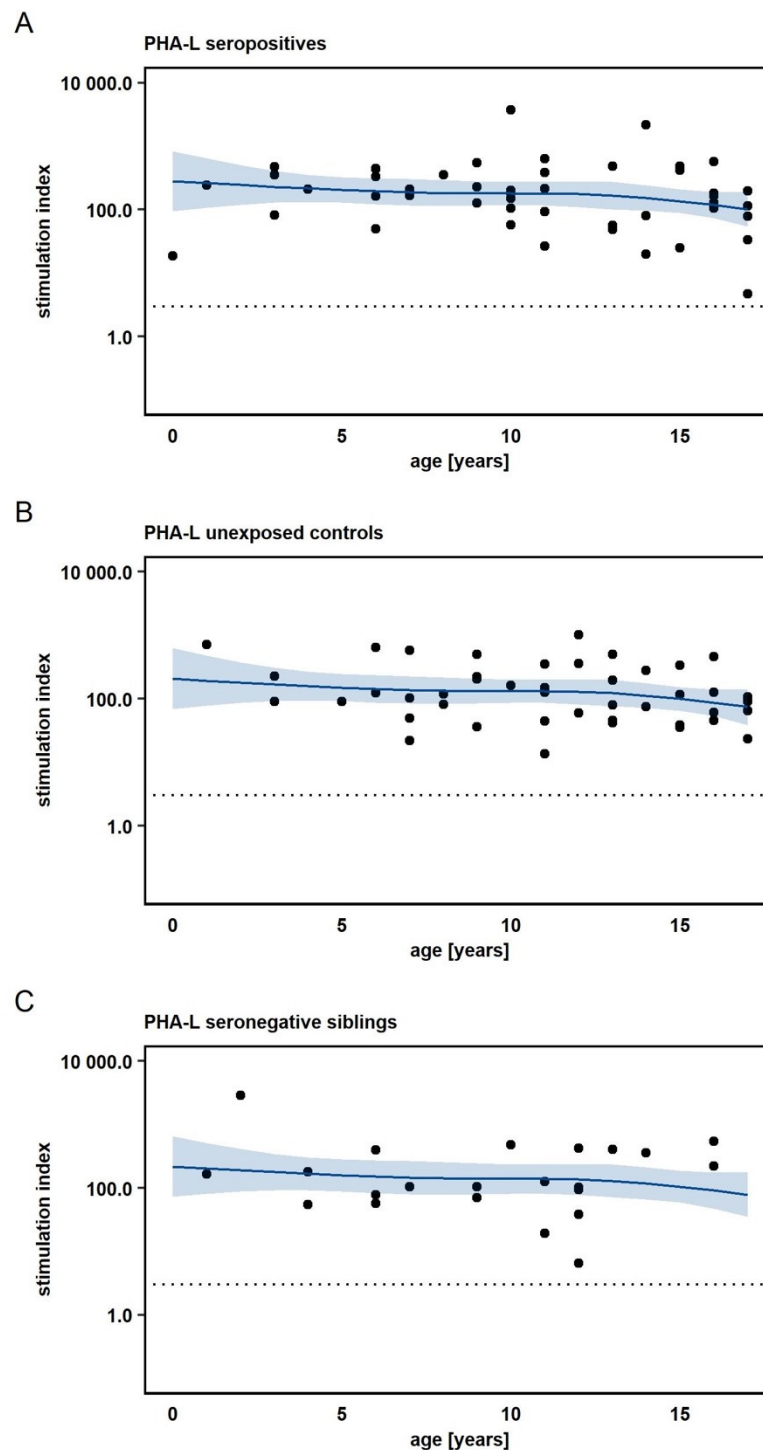 A
PHA-L seropositives
10 000.0
100.0
1.0
stimulation index
0 5 10 15
age [years]
B
PHA-L unexposed controls
10 000.0
100.0
1.0
stimulation index
0 5 10 15
age [years]
C
PHA-L seronegative siblings
10 000.0
100.0
1.0
stimulation index
0 5 10 15
age [years]